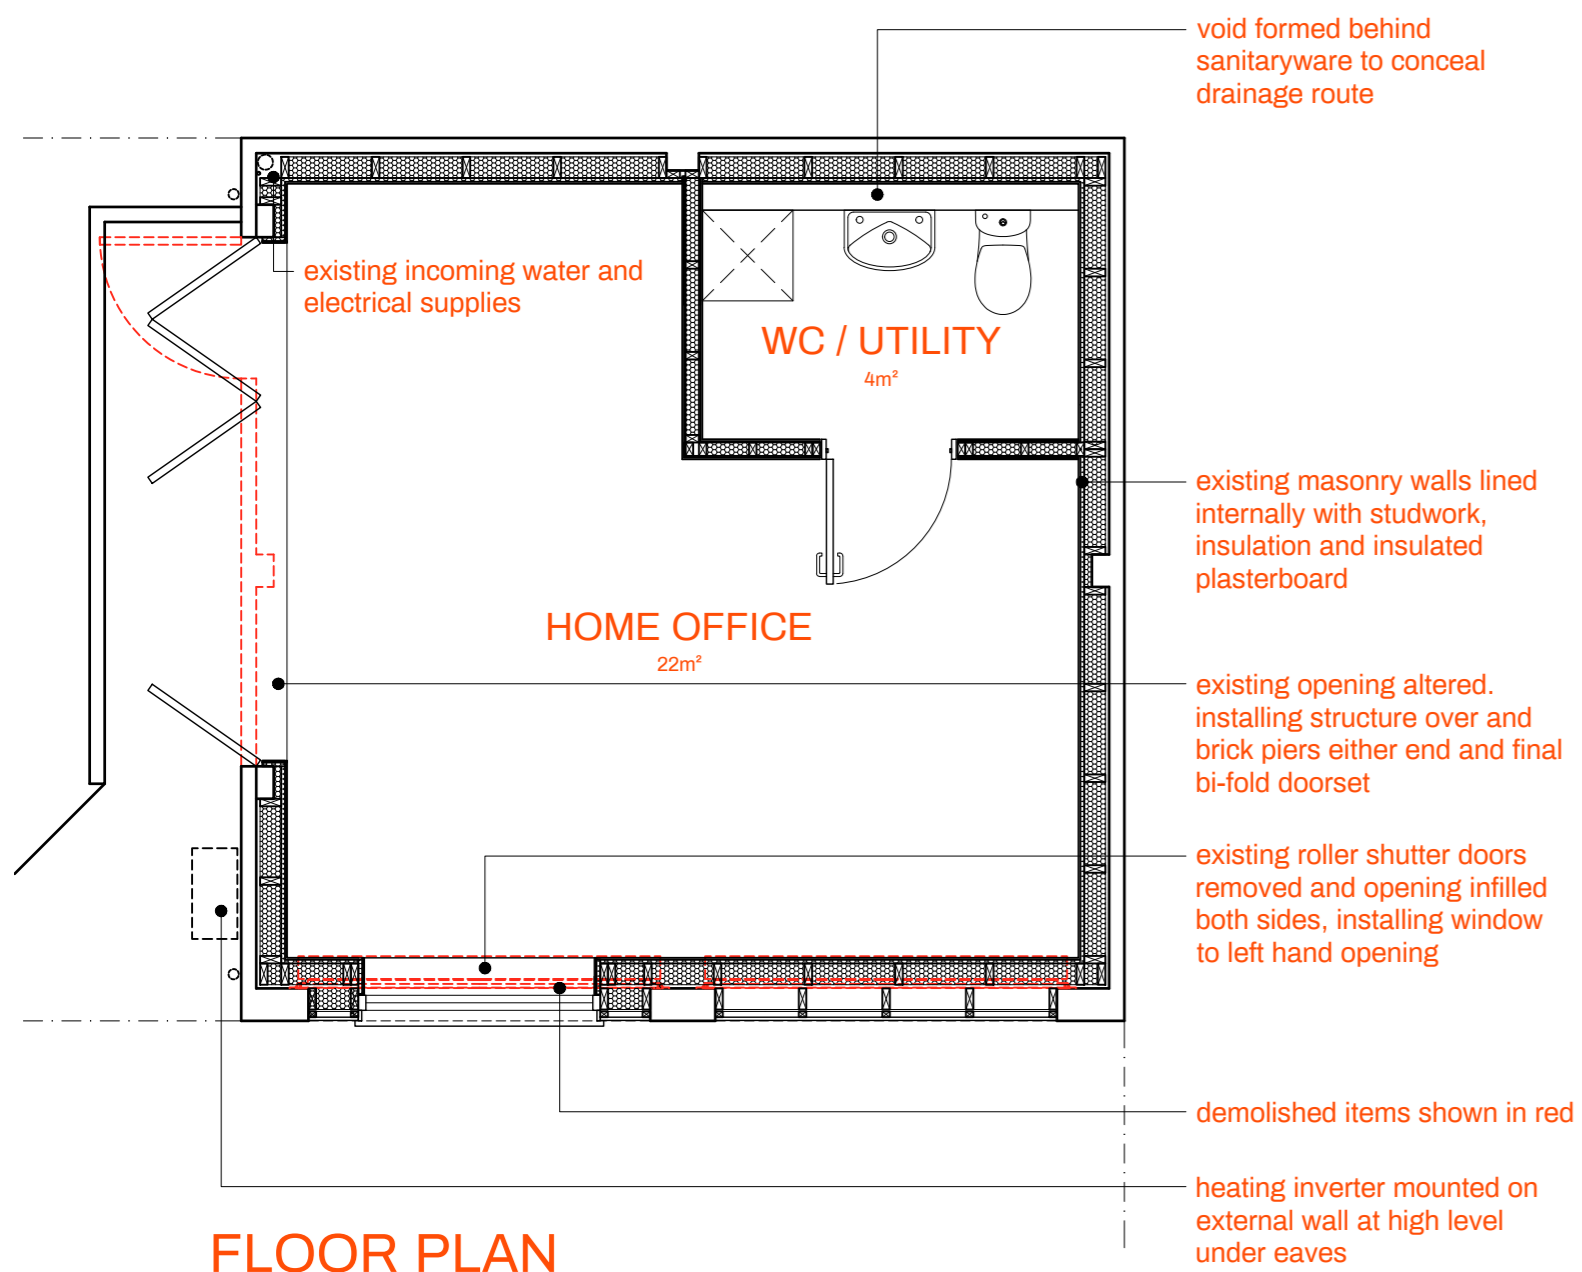 void formed behind
sanitaryware to conceal
drainage route
existing incoming water and
electrical supplies
WC / UTILITY
4m²
existing masonry walls lined
internally with studwork,
insulation and insulated
plasterboard
HOME OFFICE
22m²
existing opening altered.
installing structure over and
brick piers either end and final
bi-fold doorset
existing roller shutter doors
removed and opening infilled
both sides, installing window
to left hand opening
demolished items shown in red
heating inverter mounted on
external wall at high level
under eaves
FLOOR PLAN